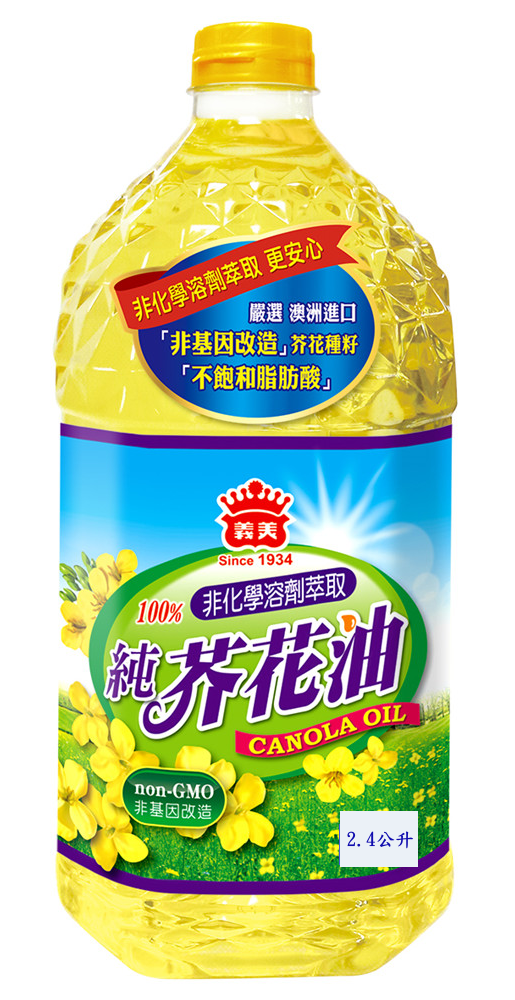 非化學溶劑萃取 更安心
嚴選 澳洲進口
「非基因改造」芥花種籽
「不飽和脂肪酸」
義美
Since 1934
100% 非化學溶劑萃取
純芥花油
CANOLA OIL
non-GMO
非基因改造
2.4公升